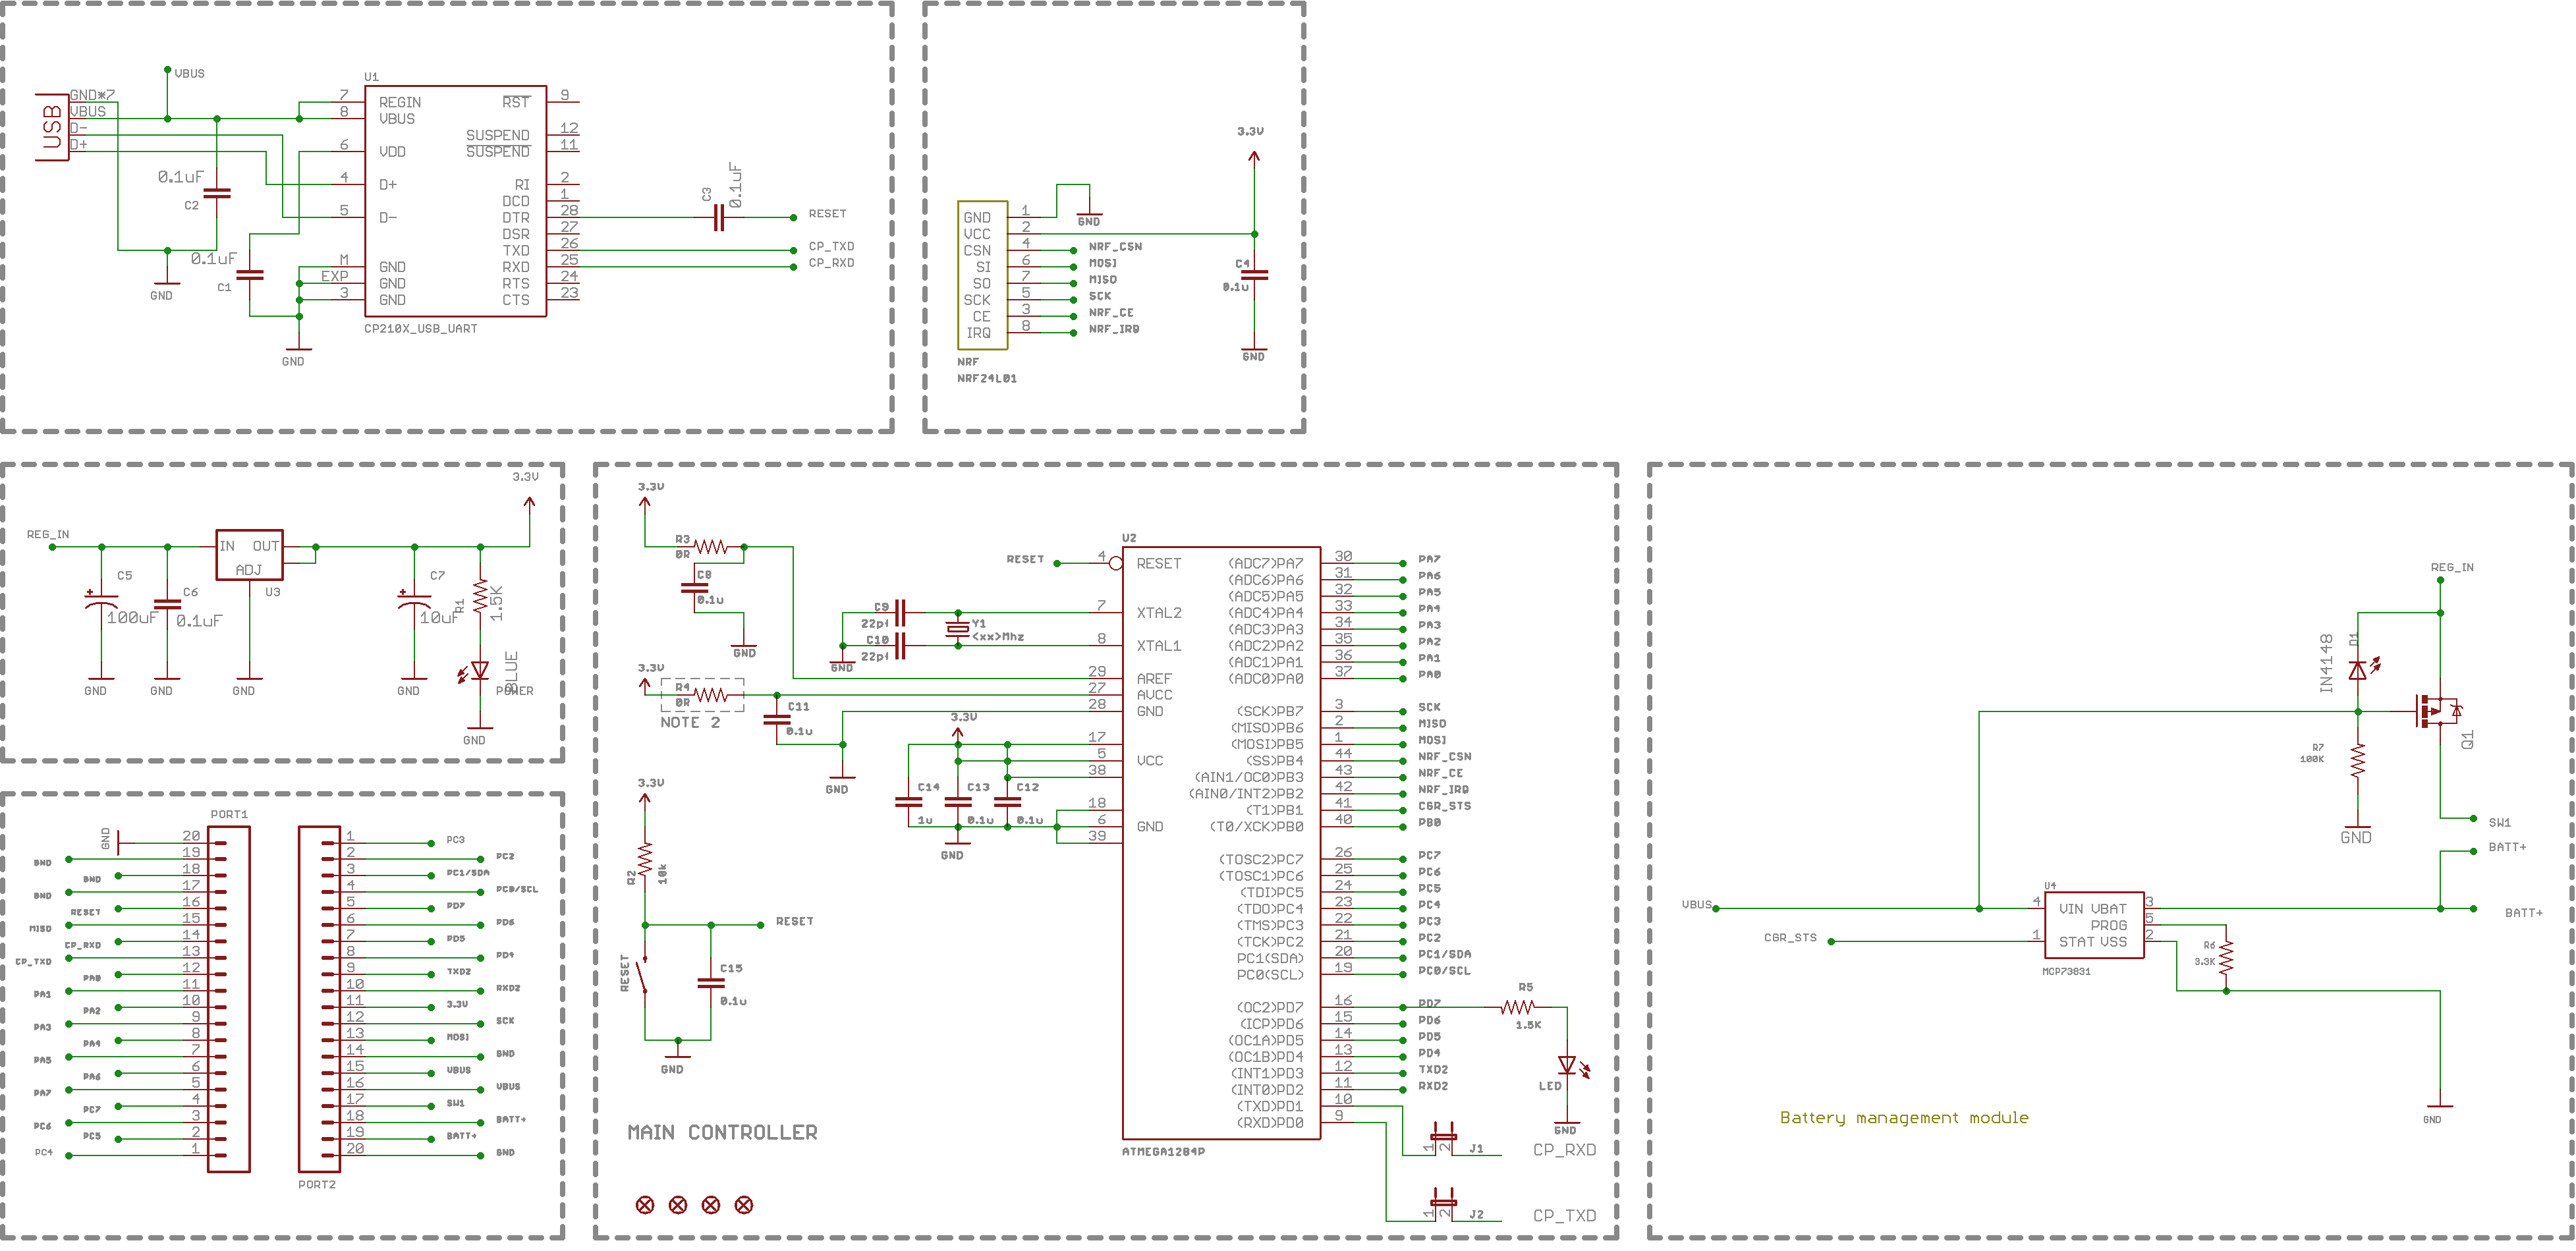 VBUS
U1
USB
GND*7
VBUS
D-
D+
7 REGIN
8 VBUS
6 VDD
4 D+
5 D-
M GND
EXP GND
3 GND
RST 9
SUSPEND 12
SUSPEND 11
RI 2
DCD 1
DTR 28
DSR 27
TXD 26
RXD 25
RTS 24
CTS 23
0.1uF
C2
0.1uF
C1
GND
GND
CP210X_USB_UART
C3
0.1uF
RESET
CP_TXD
CP_RXD
3.3V
GND
GND 1
VCC 2
CSN 4 NRF_CSN
SI 6 MOSI
SO 7 MISO
SCK 5 SCK
CE 3 NRF_CE
IRQ 8 NRF_IRQ
NRF
NRF24L01
C4
0.1u
GND
3.3V
REG_IN
IN OUT
ADJ
U3
C5
100uF
C6
0.1uF
C7
10uF
R1
1.5K
BLUE
POWER
GND
GND
GND
GND
GND
PORT1
GND 20
GND 19
GND 18
GND 17
RESET 16
MISO 15
CP_RXD 14
CP_TXD 13
PA0 12
PA1 11
PA2 10
PA3 9
PA4 8
PA5 7
PA6 6
PA7 5
PC7 4
PC6 3
PC5 2
PC4 1
1 PC3
2 PC2
3 PC1/SDA
4 PC0/SCL
5 PD7
6 PD6
7 PD5
8 PD4
9 TXD2
10 RXD2
11 3.3V
12 SCK
13 MOSI
14 GND
15 VBUS
16 VBUS
17 SW1
18 BATT+
19 BATT+
20 GND
PORT2
3.3V
R3
0R
C8
0.1u
GND
3.3V
R4
0R
NOTE 2
C11
0.1u
GND
C9
22pf
C10
22pf
GND
Y1
<xx>Mhz
3.3V
C14
1u
C13
0.1u
C12
0.1u
GND
3.3V
R2
10k
RESET
RESET
C15
0.1u
GND
MAIN CONTROLLER
U2
RESET 4 RESET
7 XTAL2
8 XTAL1
29 AREF
27 AVCC
28 GND
17
5 VCC
38
18
6 GND
39
(ADC7)PA7 30 PA7
(ADC6)PA6 31 PA6
(ADC5)PA5 32 PA5
(ADC4)PA4 33 PA4
(ADC3)PA3 34 PA3
(ADC2)PA2 35 PA2
(ADC1)PA1 36 PA1
(ADC0)PA0 37 PA0
(SCK)PB7 3 SCK
(MISO)PB6 2 MISO
(MOSI)PB5 1 MOSI
(SS)PB4 44 NRF_CSN
(AIN1/OC0)PB3 43 NRF_CE
(AIN0/INT2)PB2 42 NRF_IRQ
(T1)PB1 41 CGR_STS
(T0/XCK)PB0 40 PB0
(TOSC2)PC7 26 PC7
(TOSC1)PC6 25 PC6
(TDI)PC5 24 PC5
(TDO)PC4 23 PC4
(TMS)PC3 22 PC3
(TCK)PC2 21 PC2
PC1(SDA) 20 PC1/SDA
PC0(SCL) 19 PC0/SCL
(OC2)PD7 16 PD7
(ICP)PD6 15 PD6
(OC1A)PD5 14 PD5
(OC1B)PD4 13 PD4
(INT1)PD3 12 TXD2
(INT0)PD2 11 RXD2
(TXD)PD1 10
(RXD)PD0 9
ATMEGA1284P
R5
1.5K
LED
GND
1 2 J1 CP_RXD
1 2 J2 CP_TXD
REG_IN
IN4148
D1
Q1
R7
100K
GND
SW1
BATT+
BATT+
VBUS
CGR_STS
U4
4 VIN VBAT 3
PROG 5
1 STAT VSS 2
MCP73831
R6
3.3K
GND
Battery management module